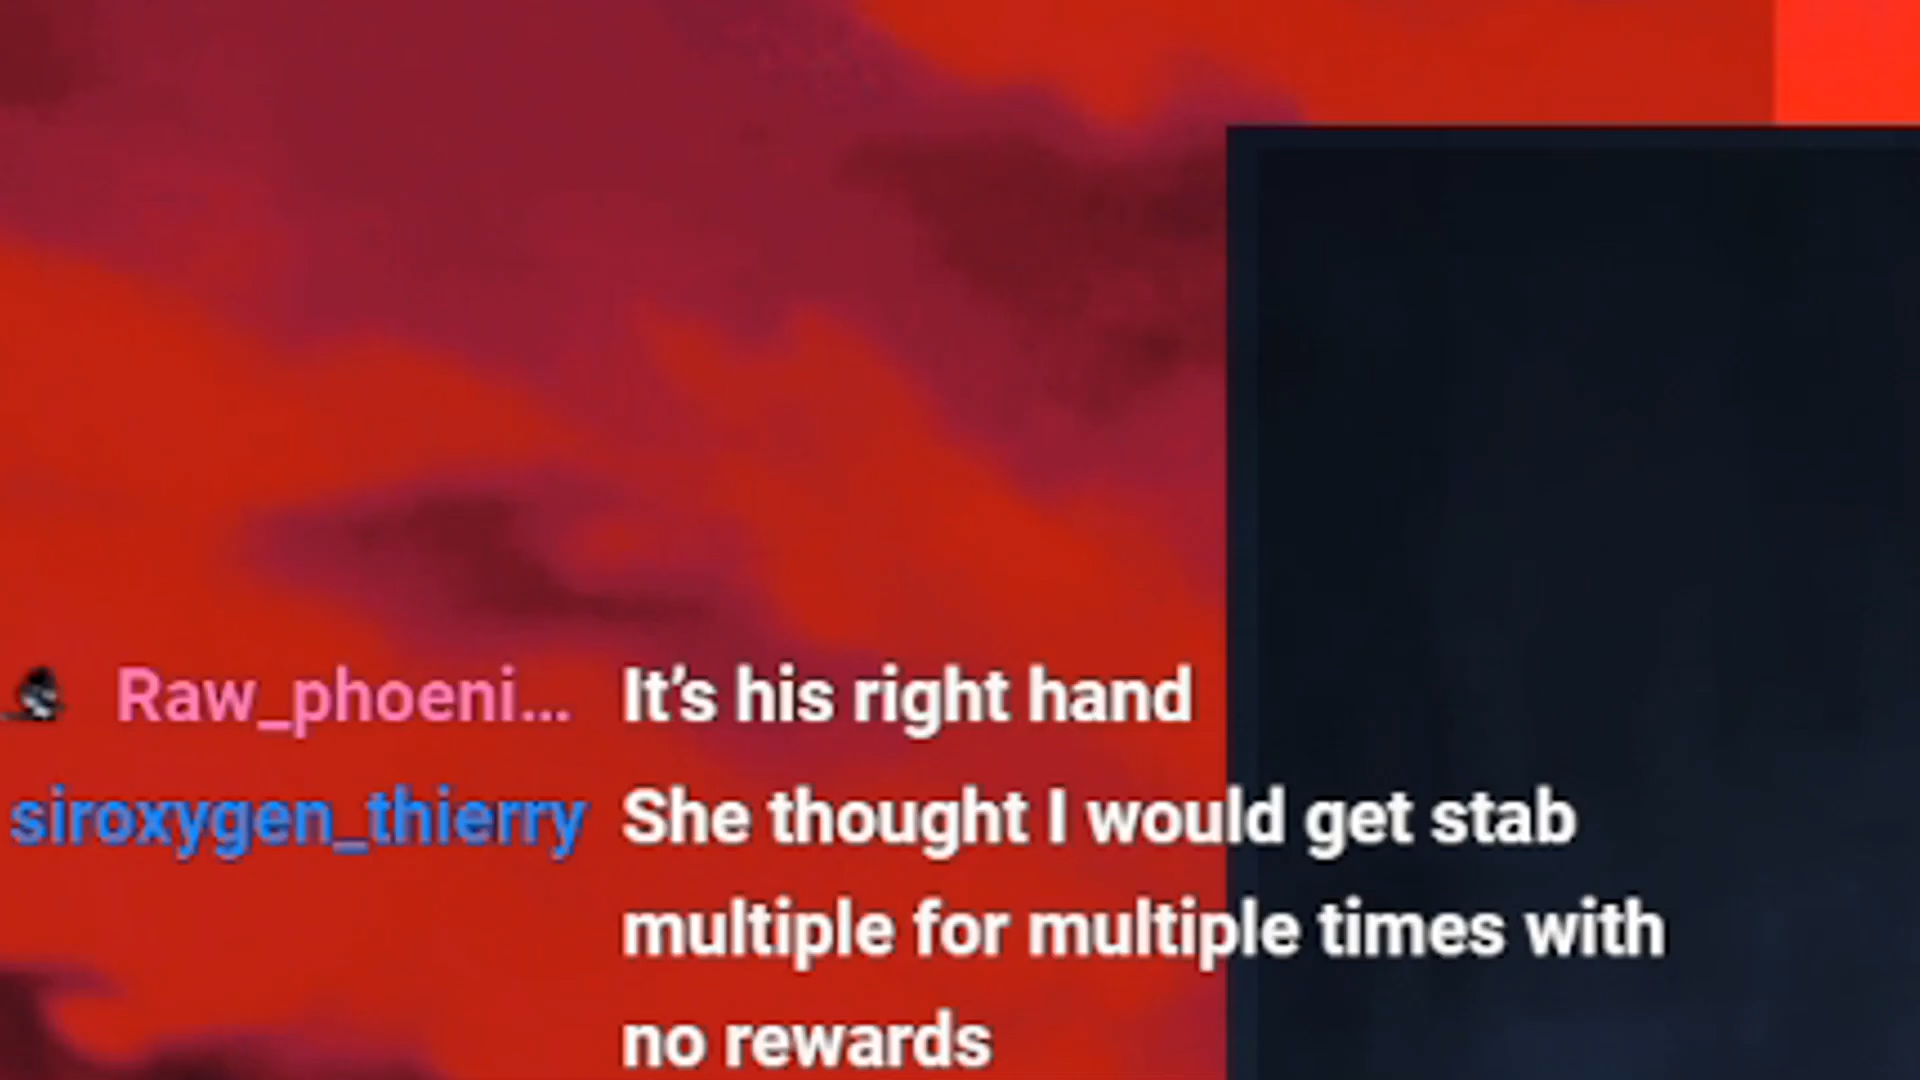 Raw_phoeni... It’s his right hand
siroxygen_thierry She thought I would get stab
multiple for multiple times with
no rewards